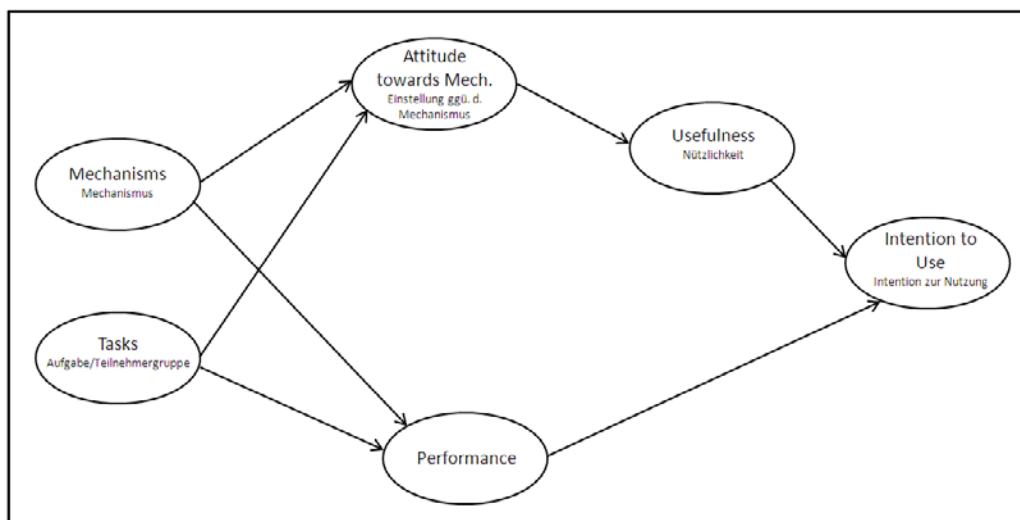 Attitude
towards Mech.
Einstellung ggü. d.
Mechanismus
Usefulness
Nützlichkeit
Mechanisms
Mechanismus
Intention to
Use
Intention zur Nutzung
Tasks
Aufgabe/Teilnehmergruppe
Performance